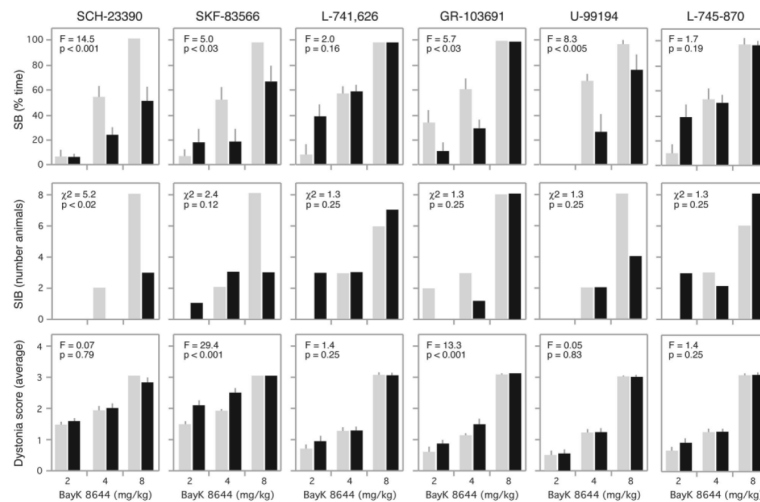 SCH-23390 SKF-83566 L-741,626 GR-103691 U-99194 L-745-870
SB (% time)
100
80
60
40
20
0
F = 14.5
p < 0.001
F = 5.0
p < 0.03
F = 2.0
p = 0.16
F = 5.7
p < 0.03
F = 8.3
p < 0.005
F = 1.7
p = 0.19
SIB (number animals)
8
6
4
2
0
χ2 = 5.2
p < 0.02
χ2 = 2.4
p = 0.12
χ2 = 1.3
p = 0.25
χ2 = 1.3
p = 0.25
χ2 = 1.3
p = 0.25
χ2 = 1.3
p = 0.25
Dystonia score (average)
4
3
2
1
0
F = 0.07
p = 0.79
F = 29.4
p < 0.001
F = 1.4
p = 0.25
F = 13.3
p < 0.001
F = 0.05
p = 0.83
F = 1.4
p = 0.25
2 4 8 2 4 8 2 4 8 2 4 8 2 4 8 2 4 8
BayK 8644 (mg/kg) BayK 8644 (mg/kg) BayK 8644 (mg/kg) BayK 8644 (mg/kg) BayK 8644 (mg/kg) BayK 8644 (mg/kg)